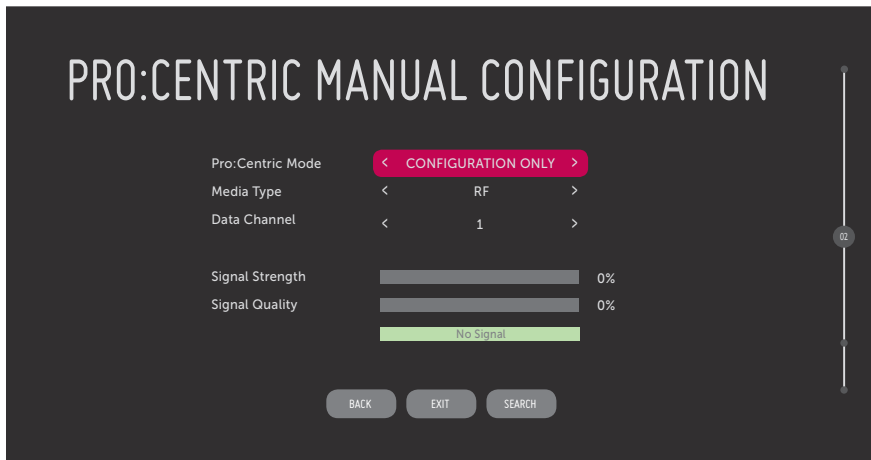 PRO:CENTRIC MANUAL CONFIGURATION
Pro:Centric Mode < CONFIGURATION ONLY >
Media Type < RF >
Data Channel < 1 >
02
Signal Strength 0%
Signal Quality 0%
No Signal
BACK EXIT SEARCH